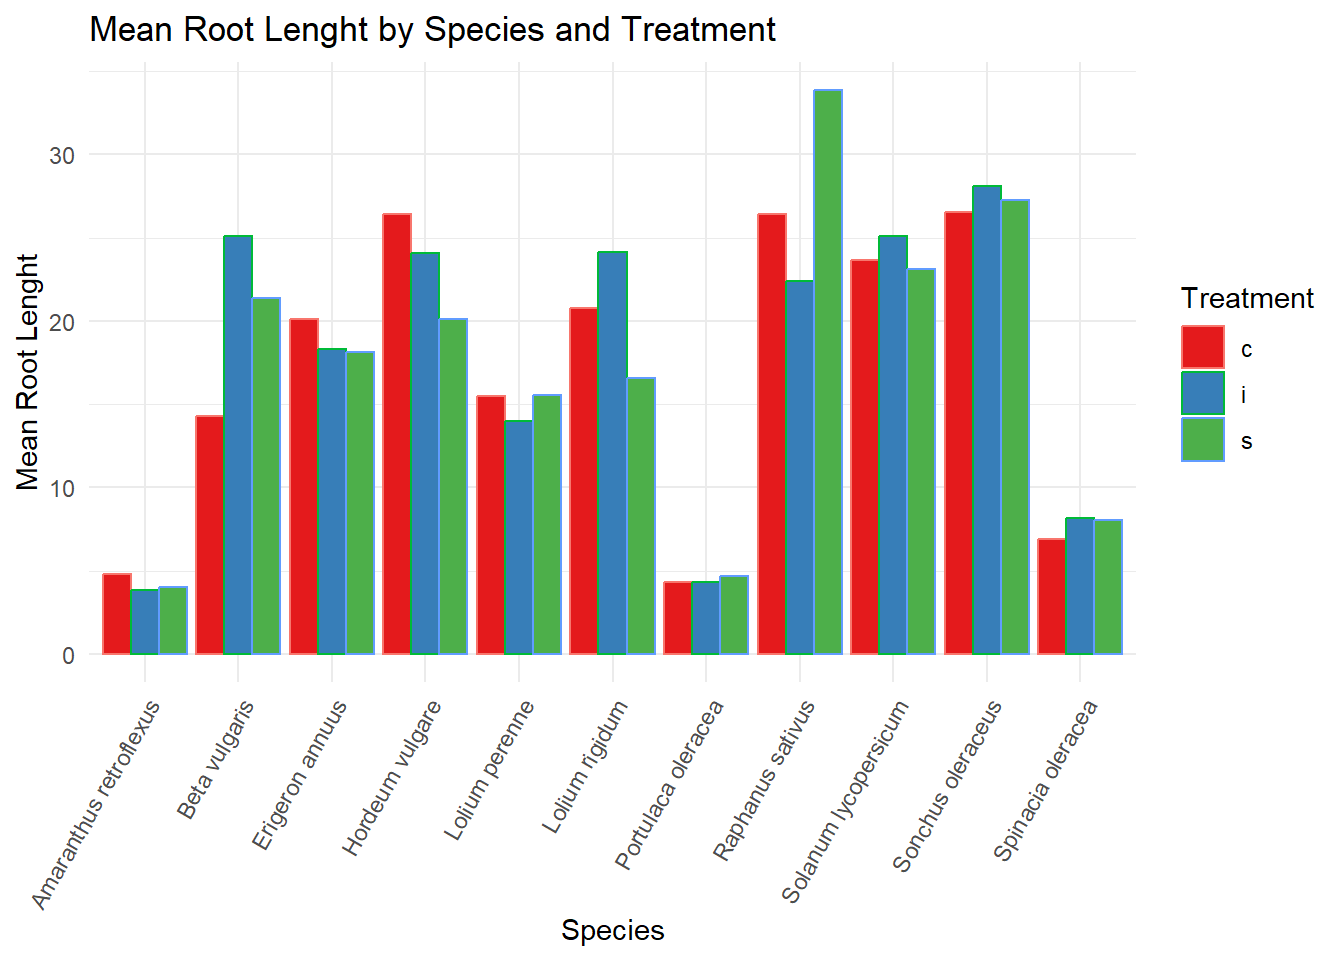 Mean Root Lenght by Species and Treatment
Mean Root Lenght
30
20
10
0
Amaranthus retroflexus
Beta vulgaris
Erigeron annuus
Hordeum vulgare
Lolium perenne
Lolium rigidum
Portulaca oleracea
Raphanus sativus
Solanum lycopersicum
Sonchus oleraceus
Spinacia oleracea
Species
Treatment
c
i
s